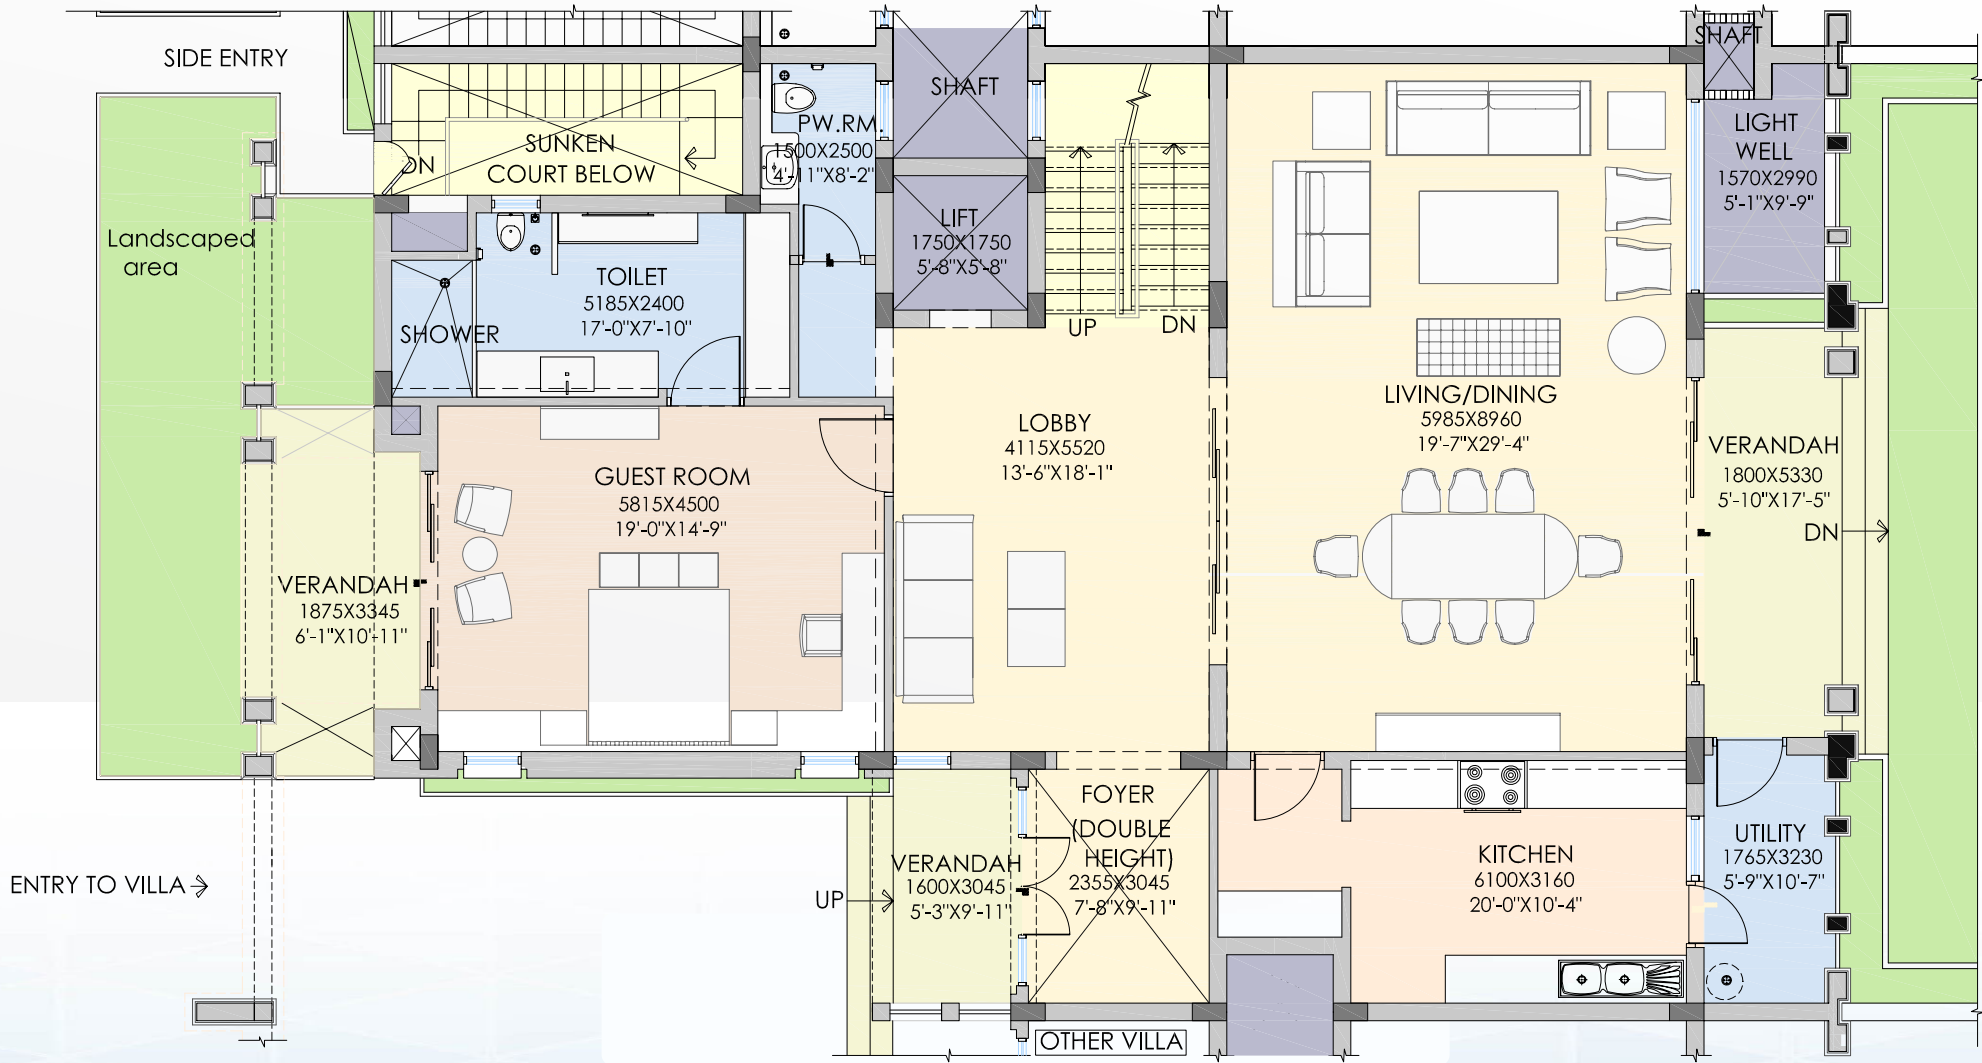 SIDE ENTRY
SHAFT
SHAFT
SUNKEN
COURT BELOW
DN
PW.RM.
1500X2500
4'-11"X8'-2"
LIGHT
WELL
1570X2990
5'-1"X9'-9"
Landscaped
area
LIFT
1750X1750
5'-8"X5'-8"
TOILET
5185X2400
17'-0"X7'-10"
SHOWER
UP
DN
LIVING/DINING
5985X8960
19'-7"X29'-4"
LOBBY
4115X5520
13'-6"X18'-1"
VERANDAH
1800X5330
5'-10"X17'-5"
DN
GUEST ROOM
5815X4500
19'-0"X14'-9"
VERANDAH
1875X3345
6'-1"X10'-11"
FOYER
(DOUBLE
HEIGHT)
2355X3045
7'-8"X9'-11"
VERANDAH
1600X3045
5'-3"X9'-11"
UP
KITCHEN
6100X3160
20'-0"X10'-4"
UTILITY
1765X3230
5'-9"X10'-7"
ENTRY TO VILLA
OTHER VILLA